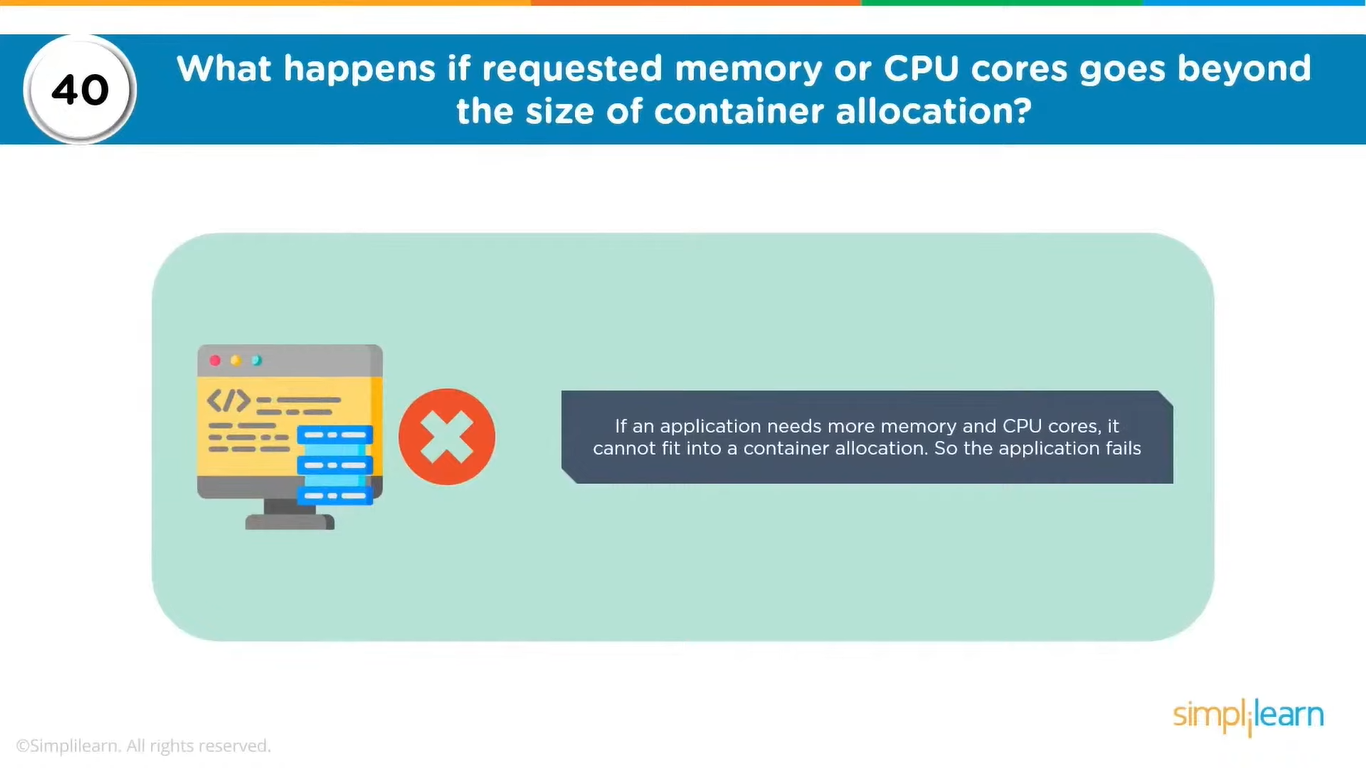 40
What happens if requested memory or CPU cores goes beyond
the size of container allocation?
</>
If an application needs more memory and CPU cores, it
cannot fit into a container allocation. So the application fails
simplilearn
©Simplilearn. All rights reserved.